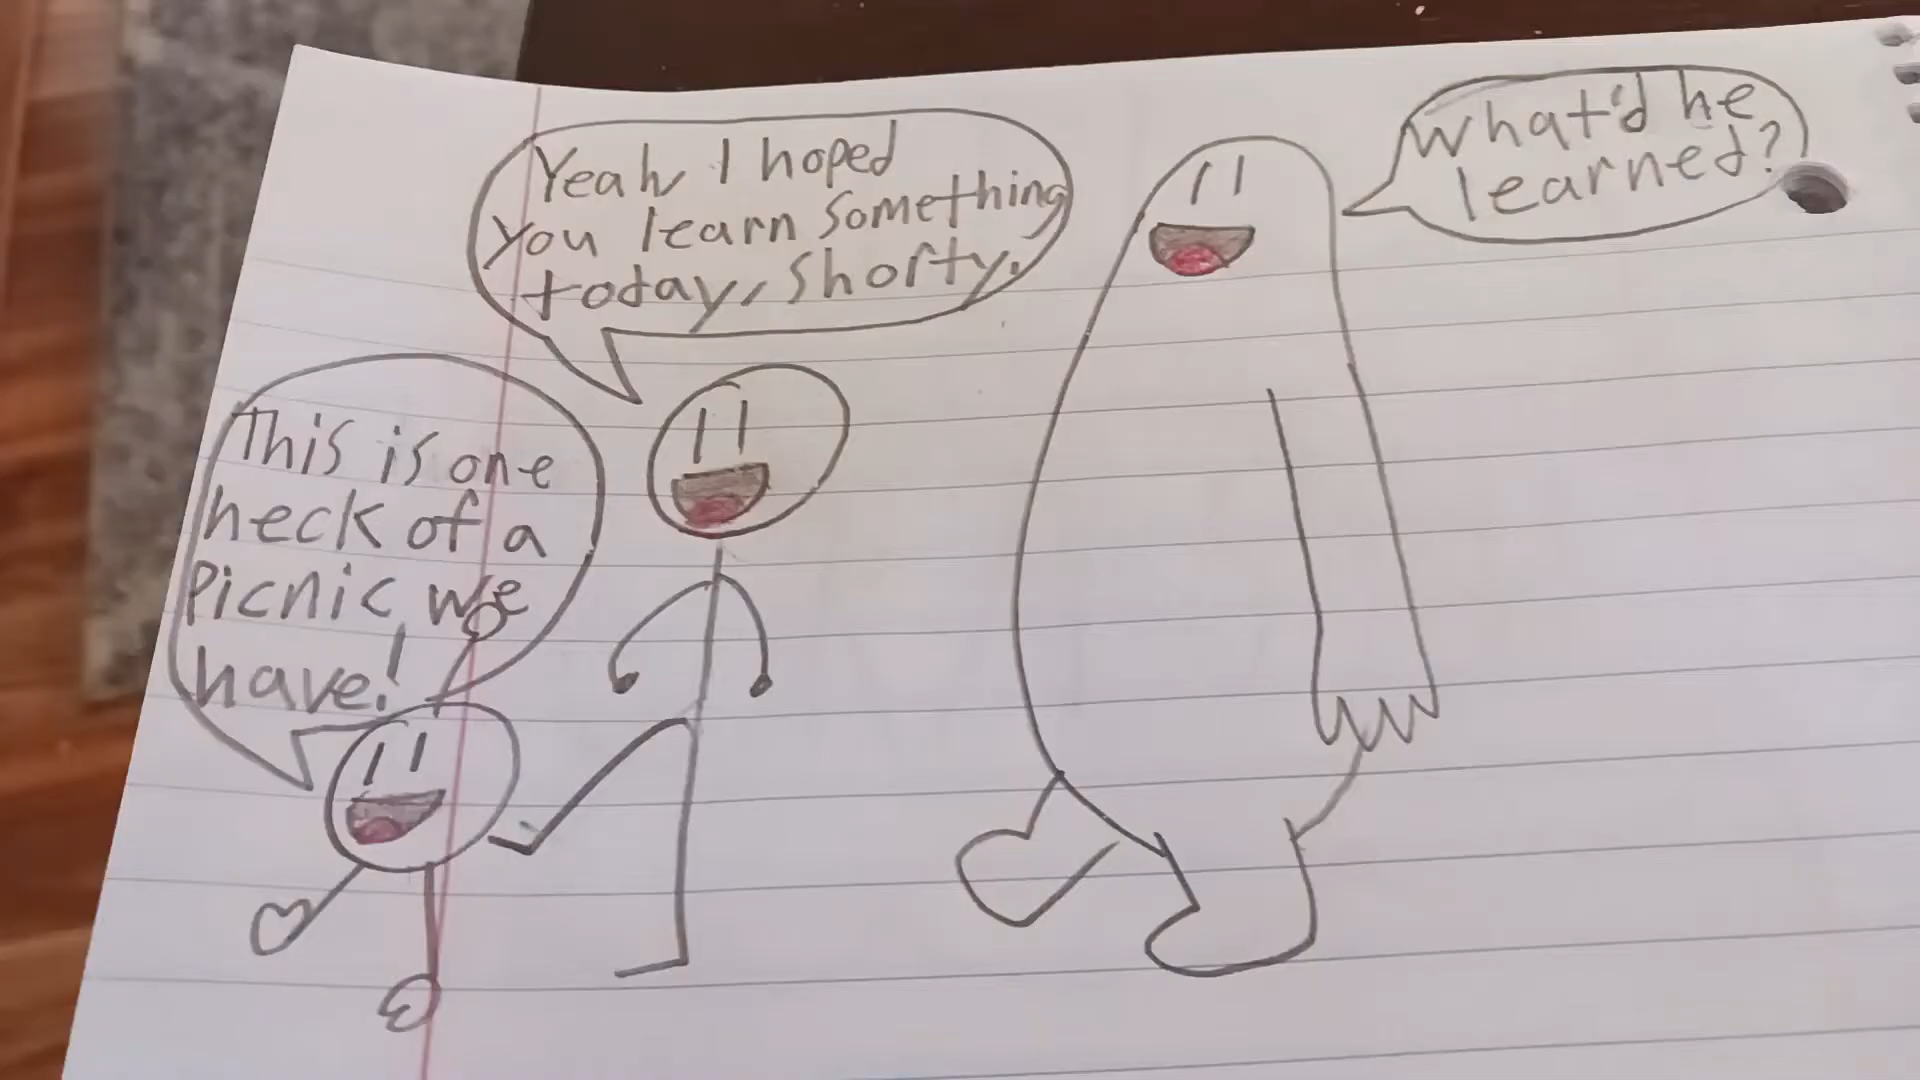 This is one
heck of a
Picnic we
have!
Yeah, I hoped
you learn something
today, shorty.
What'd he
learned?